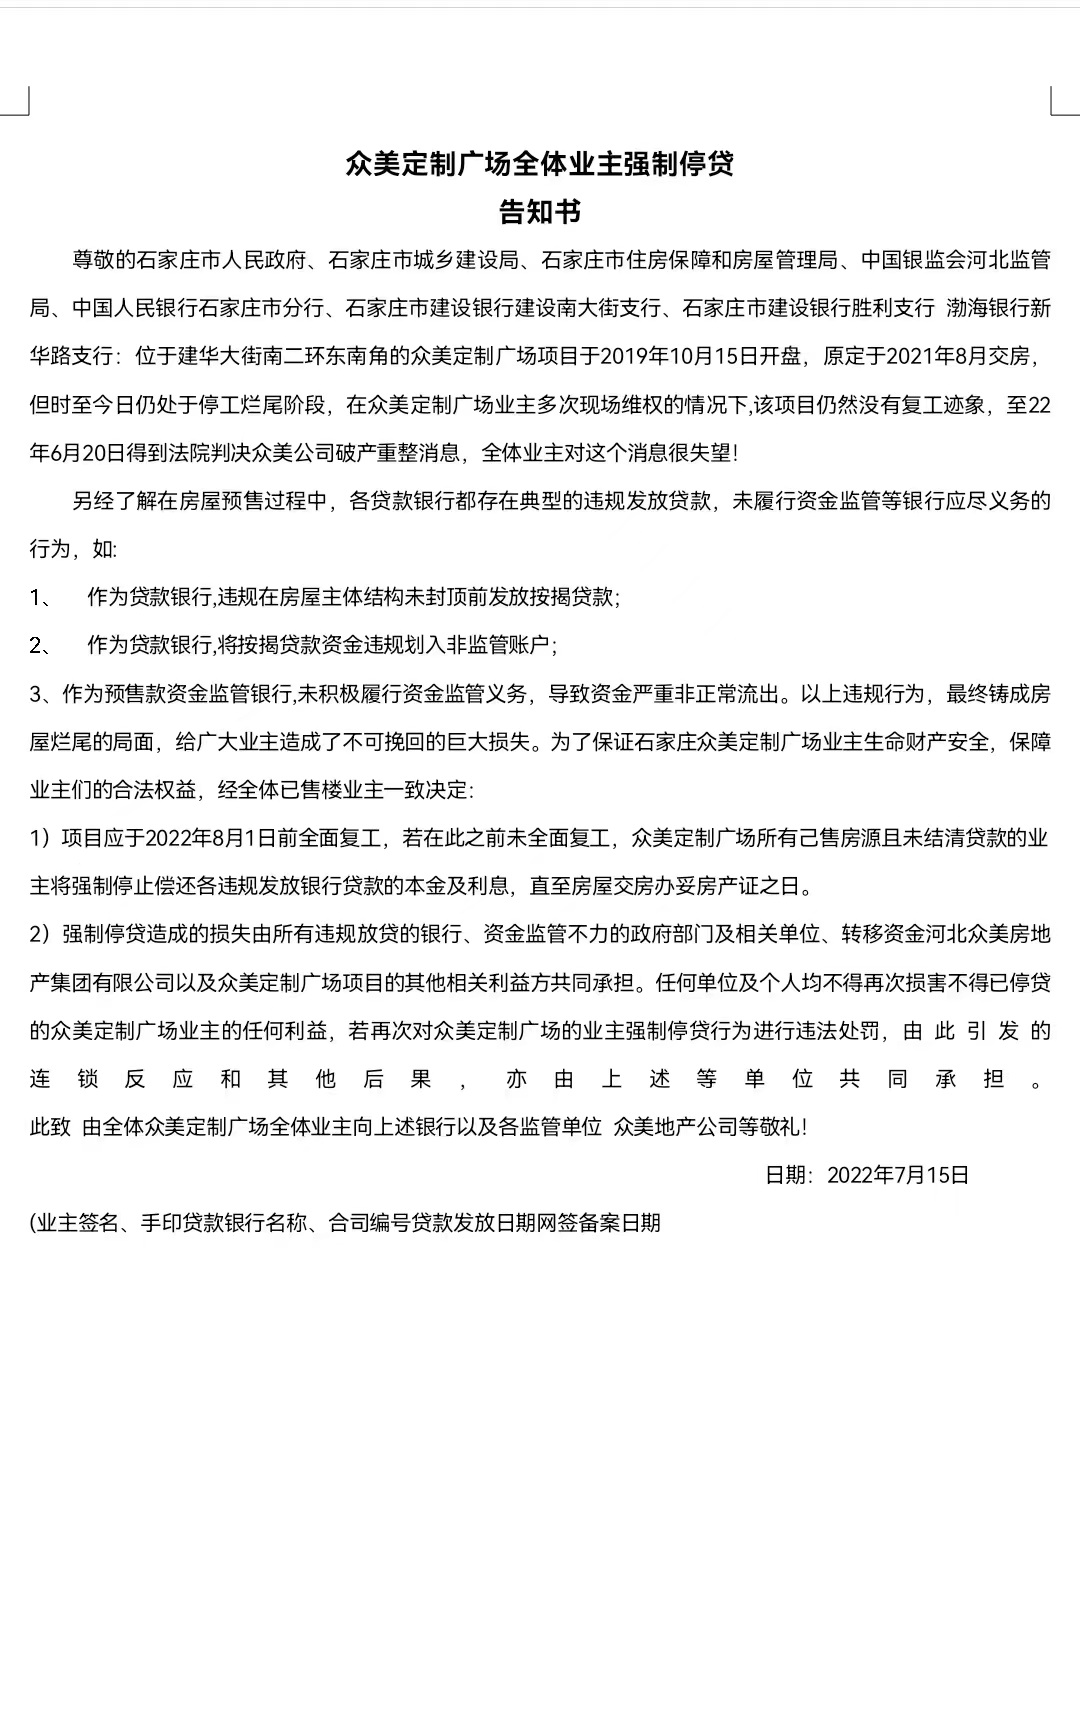 众美定制广场全体业主强制停贷
告知书
尊敬的石家庄市人民政府、石家庄市城乡建设局、石家庄市住房保障和房屋管理局、中国银监会河北监管
局、中国人民银行石家庄市分行、石家庄市建设银行建设南大街支行、石家庄市建设银行胜利支行 渤海银行新
华路支行：位于建华大街南二环东南角的众美定制广场项目于2019年10月15日开盘，原定于2021年8月交房，
但时至今日仍处于停工烂尾阶段，在众美定制广场业主多次现场维权的情况下,该项目仍然没有复工迹象，至22
年6月20日得到法院判决众美公司破产重整消息，全体业主对这个消息很失望！
另经了解在房屋预售过程中，各贷款银行都存在典型的违规发放贷款，未履行资金监管等银行应尽义务的
行为，如:
1、 作为贷款银行,违规在房屋主体结构未封顶前发放按揭贷款；
2、 作为贷款银行,将按揭贷款资金违规划入非监管账户；
3、作为预售款资金监管银行,未积极履行资金监管义务，导致资金严重非正常流出。以上违规行为，最终铸成房
屋烂尾的局面，给广大业主造成了不可挽回的巨大损失。为了保证石家庄众美定制广场业主生命财产安全，保障
业主们的合法权益，经全体已售楼业主一致决定：
1）项目应于2022年8月1日前全面复工，若在此之前未全面复工，众美定制广场所有己售房源且未结清贷款的业
主将强制停止偿还各违规发放银行贷款的本金及利息，直至房屋交房办妥房产证之日。
2）强制停贷造成的损失由所有违规放贷的银行、资金监管不力的政府部门及相关单位、转移资金河北众美房地
产集团有限公司以及众美定制广场项目的其他相关利益方共同承担。任何单位及个人均不得再次损害不得已停贷
的众美定制广场业主的任何利益，若再次对众美定制广场的业主强制停贷行为进行违法处罚，由此引发的
连锁反应和其他后果，亦由上述等单位共同承担。
此致 由全体众美定制广场全体业主向上述银行以及各监管单位 众美地产公司等敬礼！
日期：2022年7月15日
(业主签名、手印贷款银行名称、合司编号贷款发放日期网签备案日期